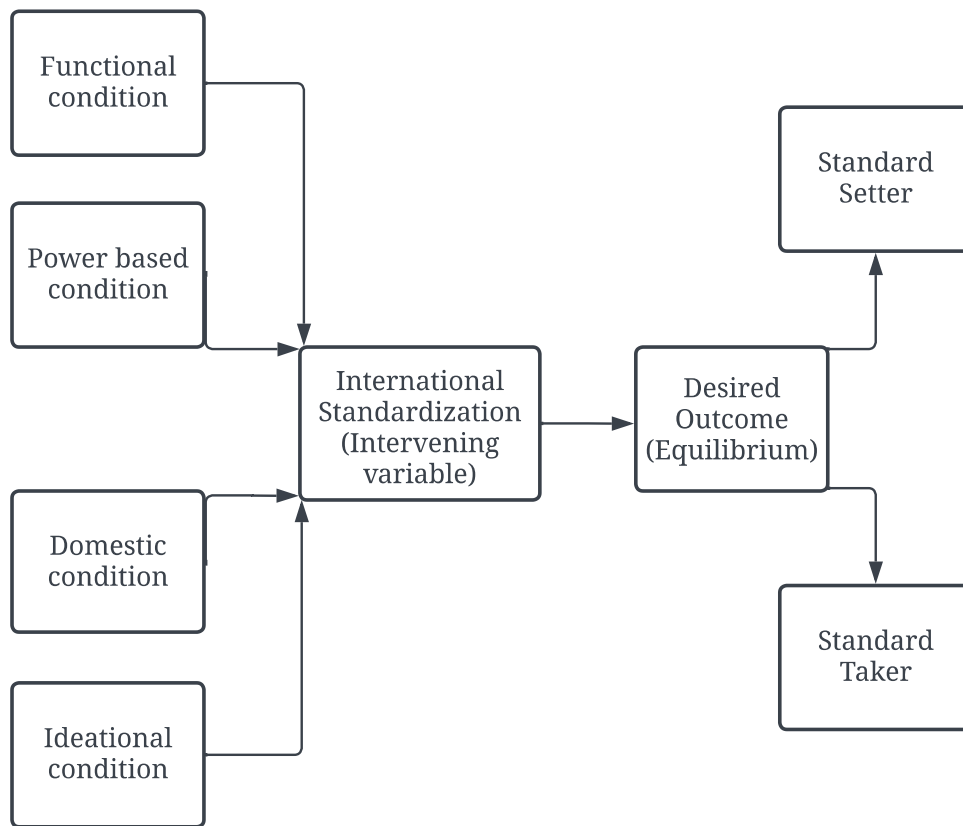 Functional
condition
Power based
condition
Domestic
condition
Ideational
condition
International
Standardization
(Intervening
variable)
Desired
Outcome
(Equilibrium)
Standard
Setter
Standard
Taker